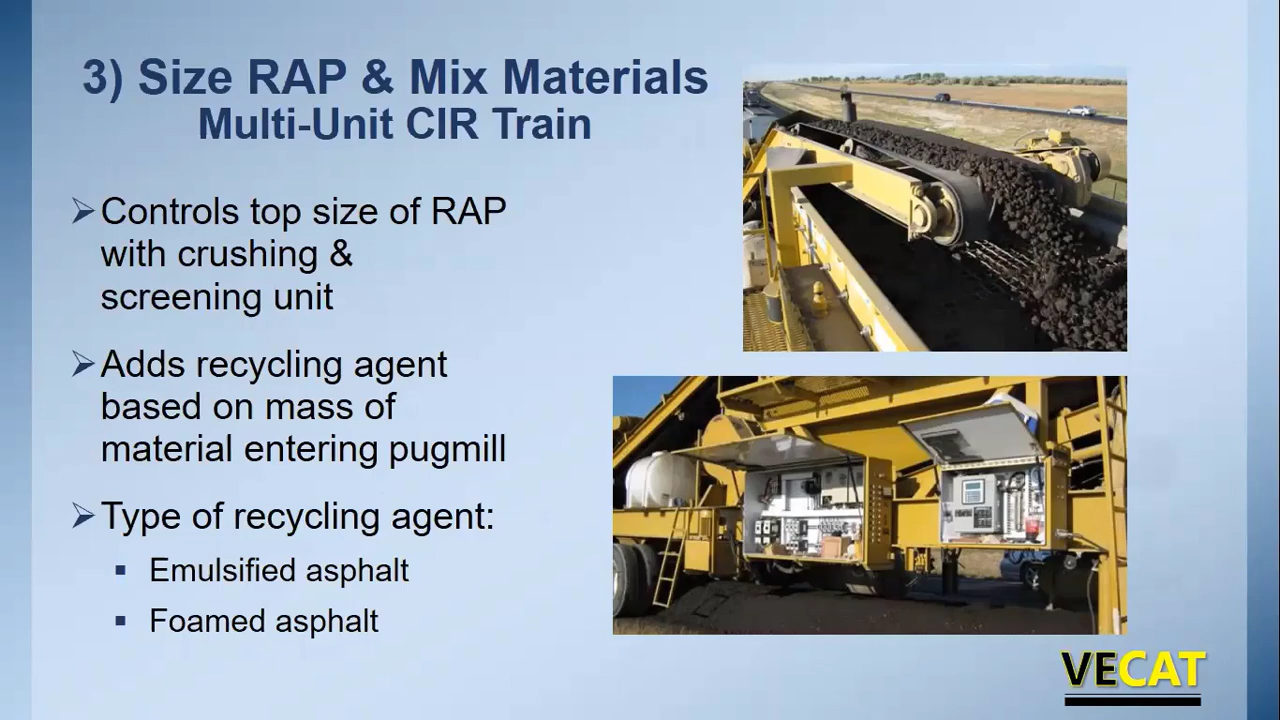 3) Size RAP & Mix Materials
Multi-Unit CIR Train
Controls top size of RAP
with crushing &
screening unit
Adds recycling agent
based on mass of
material entering pugmill
Type of recycling agent:
Emulsified asphalt
Foamed asphalt
VECAT